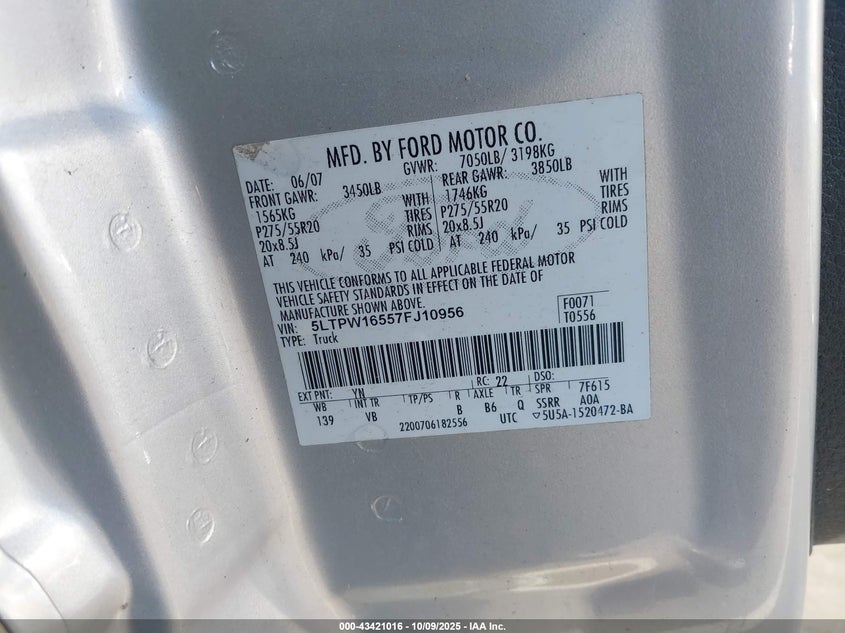 MFD. BY FORD MOTOR CO.
DATE: 06/07 GVWR: 7050LB/ 3198KG
FRONT GAWR: 3450LB REAR GAWR: 3850LB
1565KG WITH 1746KG WITH
P275/55R20 TIRES P275/55R20 TIRES
20x8.5J RIMS 20x8.5J RIMS
AT 240 kPa/ 35 PSI COLD AT 240 kPa/ 35 PSI COLD
THIS VEHICLE CONFORMS TO ALL APPLICABLE FEDERAL MOTOR
VEHICLE SAFETY STANDARDS IN EFFECT ON THE DATE OF
MANUFACTURE SHOWN ABOVE.
VIN: 5LTPW16557FJ10956 F0071
TYPE: Truck T0556
EXT PNT: YN RC: 22 DSO:
WB INT TR TP/PS R AXLE TR SPR 7F615
139 VB B B6 Q SSRR AOA
2200706182556 UTC ▽5U5A-1520472-BA
Ford
000-43421016 - 10/09/2025 - IAA Inc.